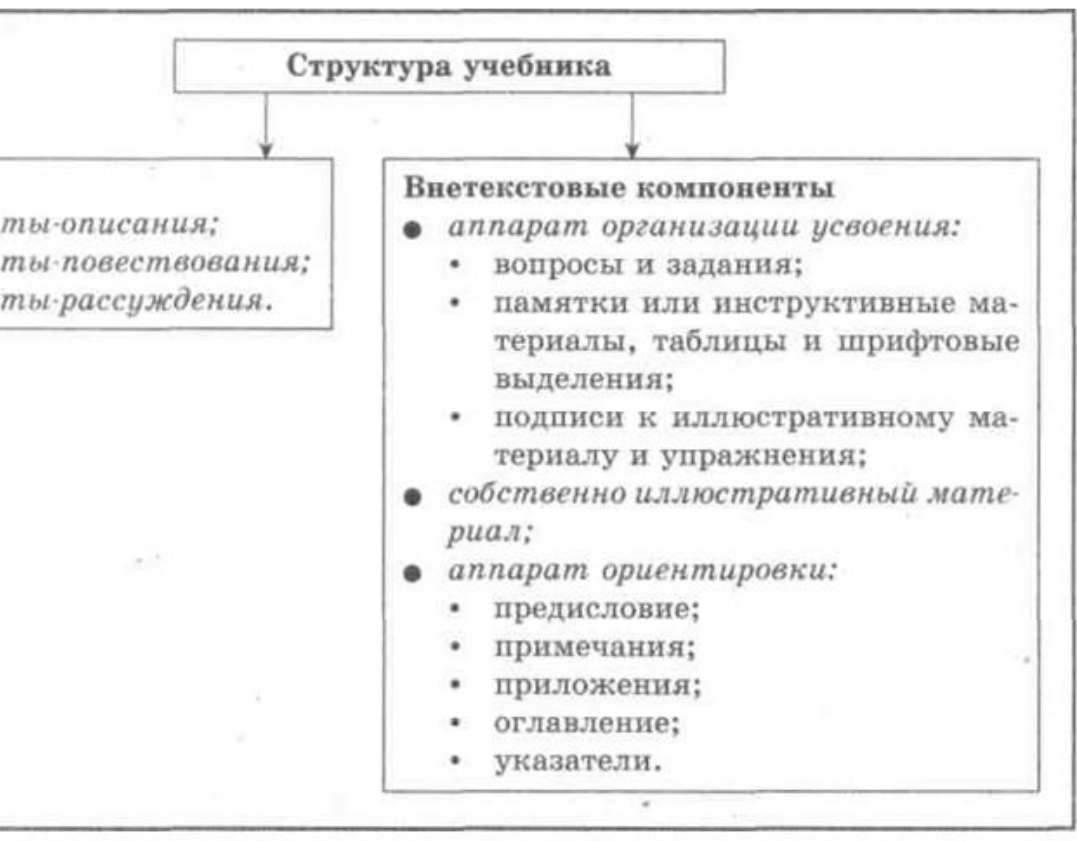 Структура учебника
ты-описания;
ты-повествования;
ты-рассуждения.
Внетекстовые компоненты
● аппарат организации усвоения:
• вопросы и задания;
• памятки или инструктивные ма-
териалы, таблицы и шрифтовые
выделения;
• подписи к иллюстративному ма-
териалу и упражнения;
● собственно иллюстративный мате-
риал;
● аппарат ориентировки:
• предисловие;
• примечания;
• приложения;
• оглавление;
• указатели.